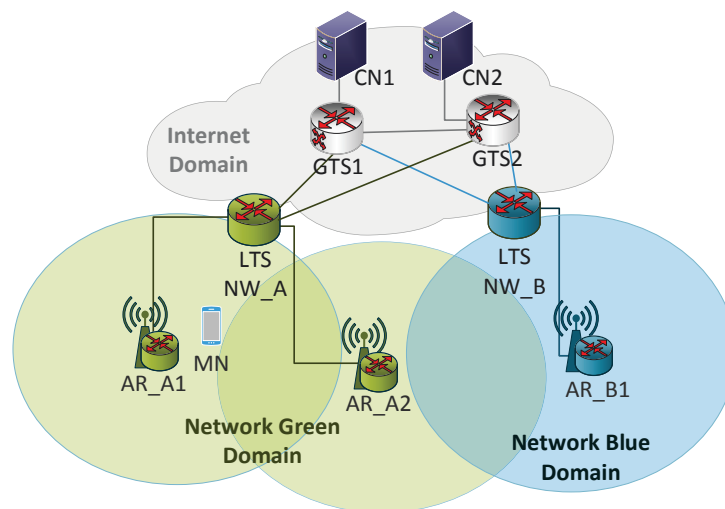 CN1
CN2
Internet
Domain
GTS1
GTS2
LTS
NW_A
LTS
NW_B
MN
AR_A1
AR_A2
AR_B1
Network Green
Domain
Network Blue
Domain